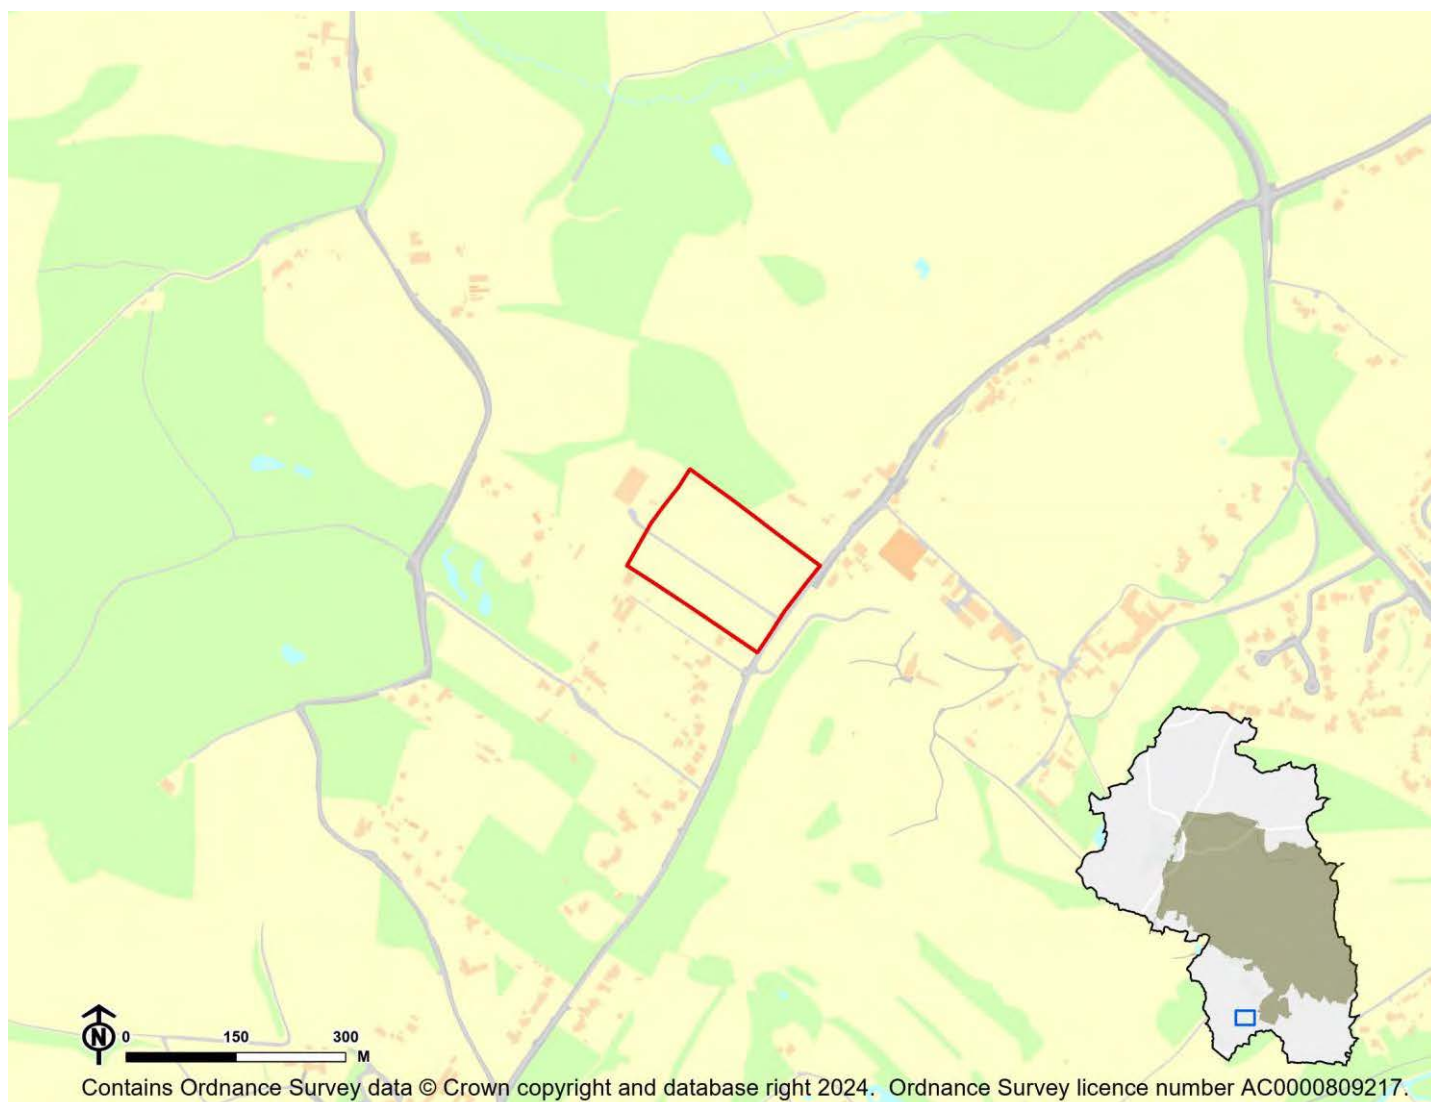 N
0 150 300
M
Contains Ordnance Survey data © Crown copyright and database right 2024. Ordnance Survey licence number AC0000809217.